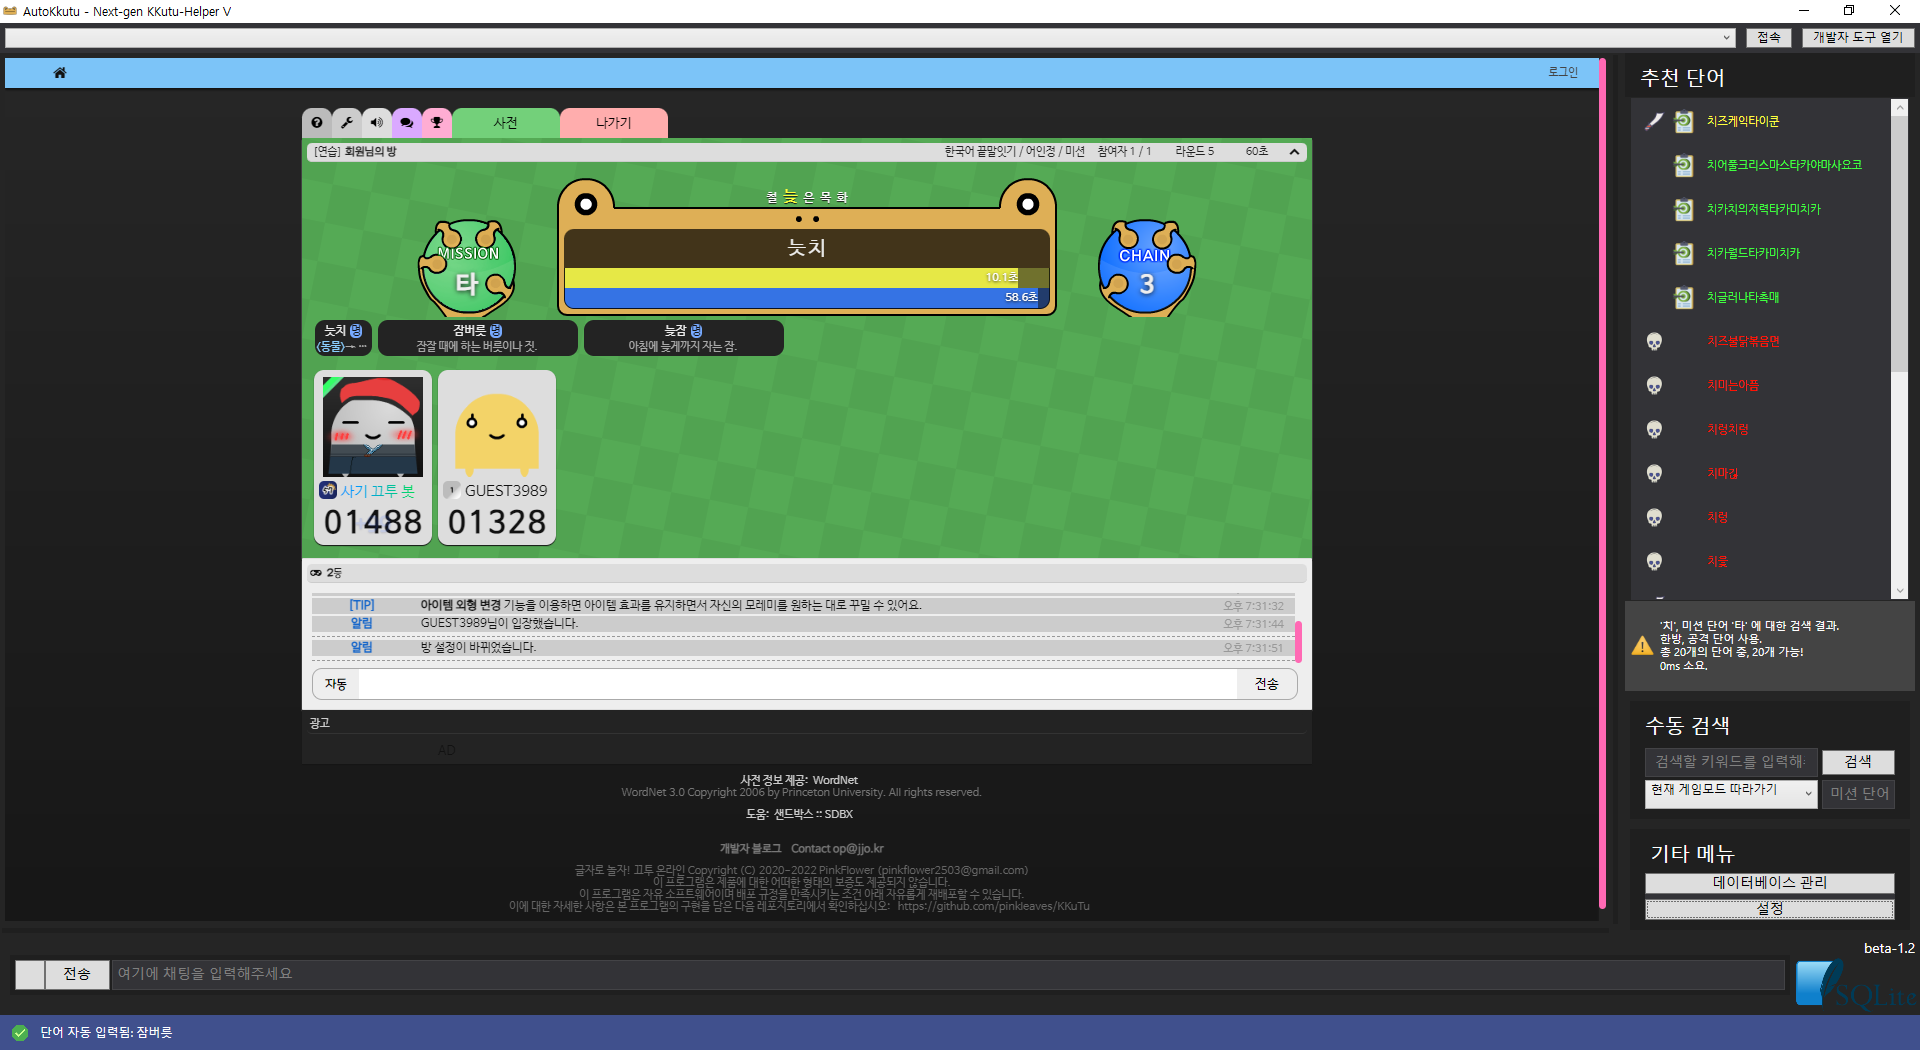 AutoKkutu - Next-gen KKutu-Helper V
접속
개발자 도구 열기
로그인
사전
나가기
[연습] 회원님의 방
한국어 끝말잇기 / 어인정 / 미션 참여자 1 / 1 라운드 5 60초
철 늦 은 목 화
MISSION
타
늣치
10.1초
58.6초
CHAIN
3
늣치 명
〈동물〉→ …
잠버릇 명
잠잘 때에 하는 버릇이나 짓.
늦잠 명
아침에 늦게까지 자는 잠.
사기 끄투 봇
01488
1 GUEST3989
01328
2등
[TIP] 아이템 외형 변경 기능을 이용하면 아이템 효과를 유지하면서 자신의 모레미를 원하는 대로 꾸밀 수 있어요. 오후 7:31:32
알림 GUEST3989님이 입장했습니다. 오후 7:31:44
알림 방 설정이 바뀌었습니다. 오후 7:31:51
자동
전송
광고
AD
사전 정보 제공: WordNet
WordNet 3.0 Copyright 2006 by Princeton University. All rights reserved.
도움: 샌드박스 :: SDBX
개발자 블로그 Contact op@jjo.kr
글자로 놀자! 끄투 온라인 Copyright (C) 2020-2022 PinkFlower (pinkflower2503@gmail.com)
이 프로그램은 제품에 대한 어떠한 형태의 보증도 제공되지 않습니다.
이 프로그램은 자유 소프트웨어이며 배포 규정을 만족시키는 조건 아래 자유롭게 재배포할 수 있습니다.
이에 대한 자세한 사항은 본 프로그램의 구현을 담은 다음 레포지토리에서 확인하십시오: https://github.com/pinkleaves/KKuTu
추천 단어
치즈케익타이쿤
치어플크리스마스타카야마사요코
치카치의저력타카미치카
치카월드타카미치카
치글러나타촉매
치즈불닭볶음면
치미는아픔
치렁치렁
치마긶
치렁
치뿣
'치', 미션 단어 '타' 에 대한 검색 결과.
한방, 공격 단어 사용.
총 20개의 단어 중, 20개 가능!
0ms 소요.
수동 검색
검색할 키워드를 입력해
검색
현재 게임모드 따라가기
미션 단어
기타 메뉴
데이터베이스 관리
설정
beta-1.2
SQLite
전송
여기에 채팅을 입력해주세요
단어 자동 입력됨: 잠버릇